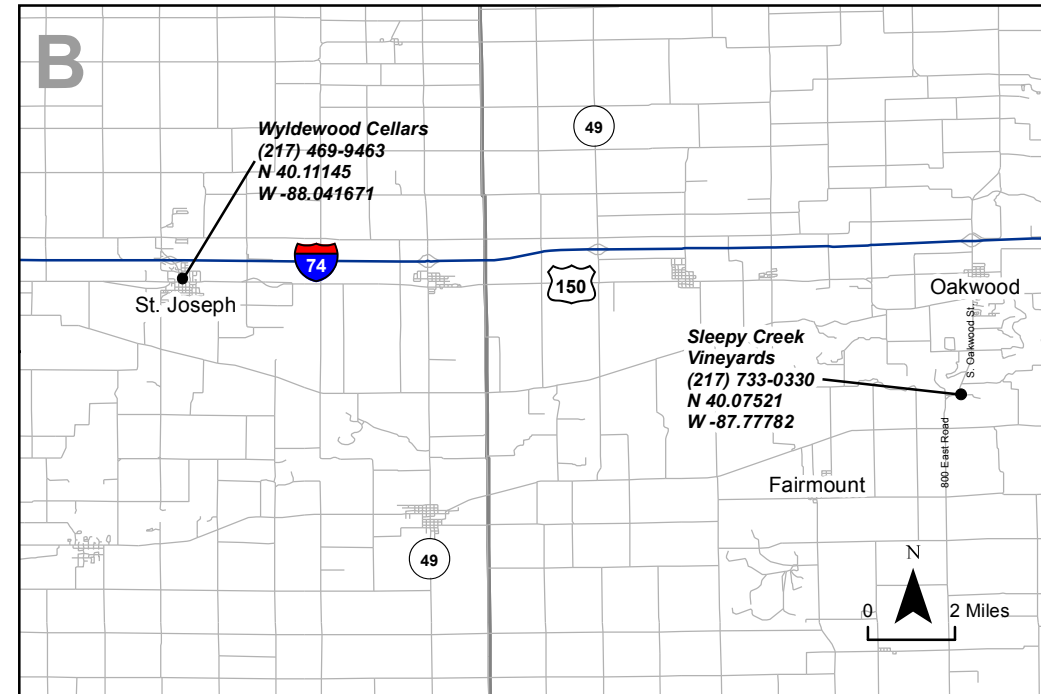 B
49
Wyldewood Cellars
(217) 469-9463
N 40.11145
W -88.041671
74
150
St. Joseph
Oakwood
S. Oakwood St.
Sleepy Creek
Vineyards
(217) 733-0330
N 40.07521
W -87.77782
800 East Road
Fairmount
49
N
0 2 Miles